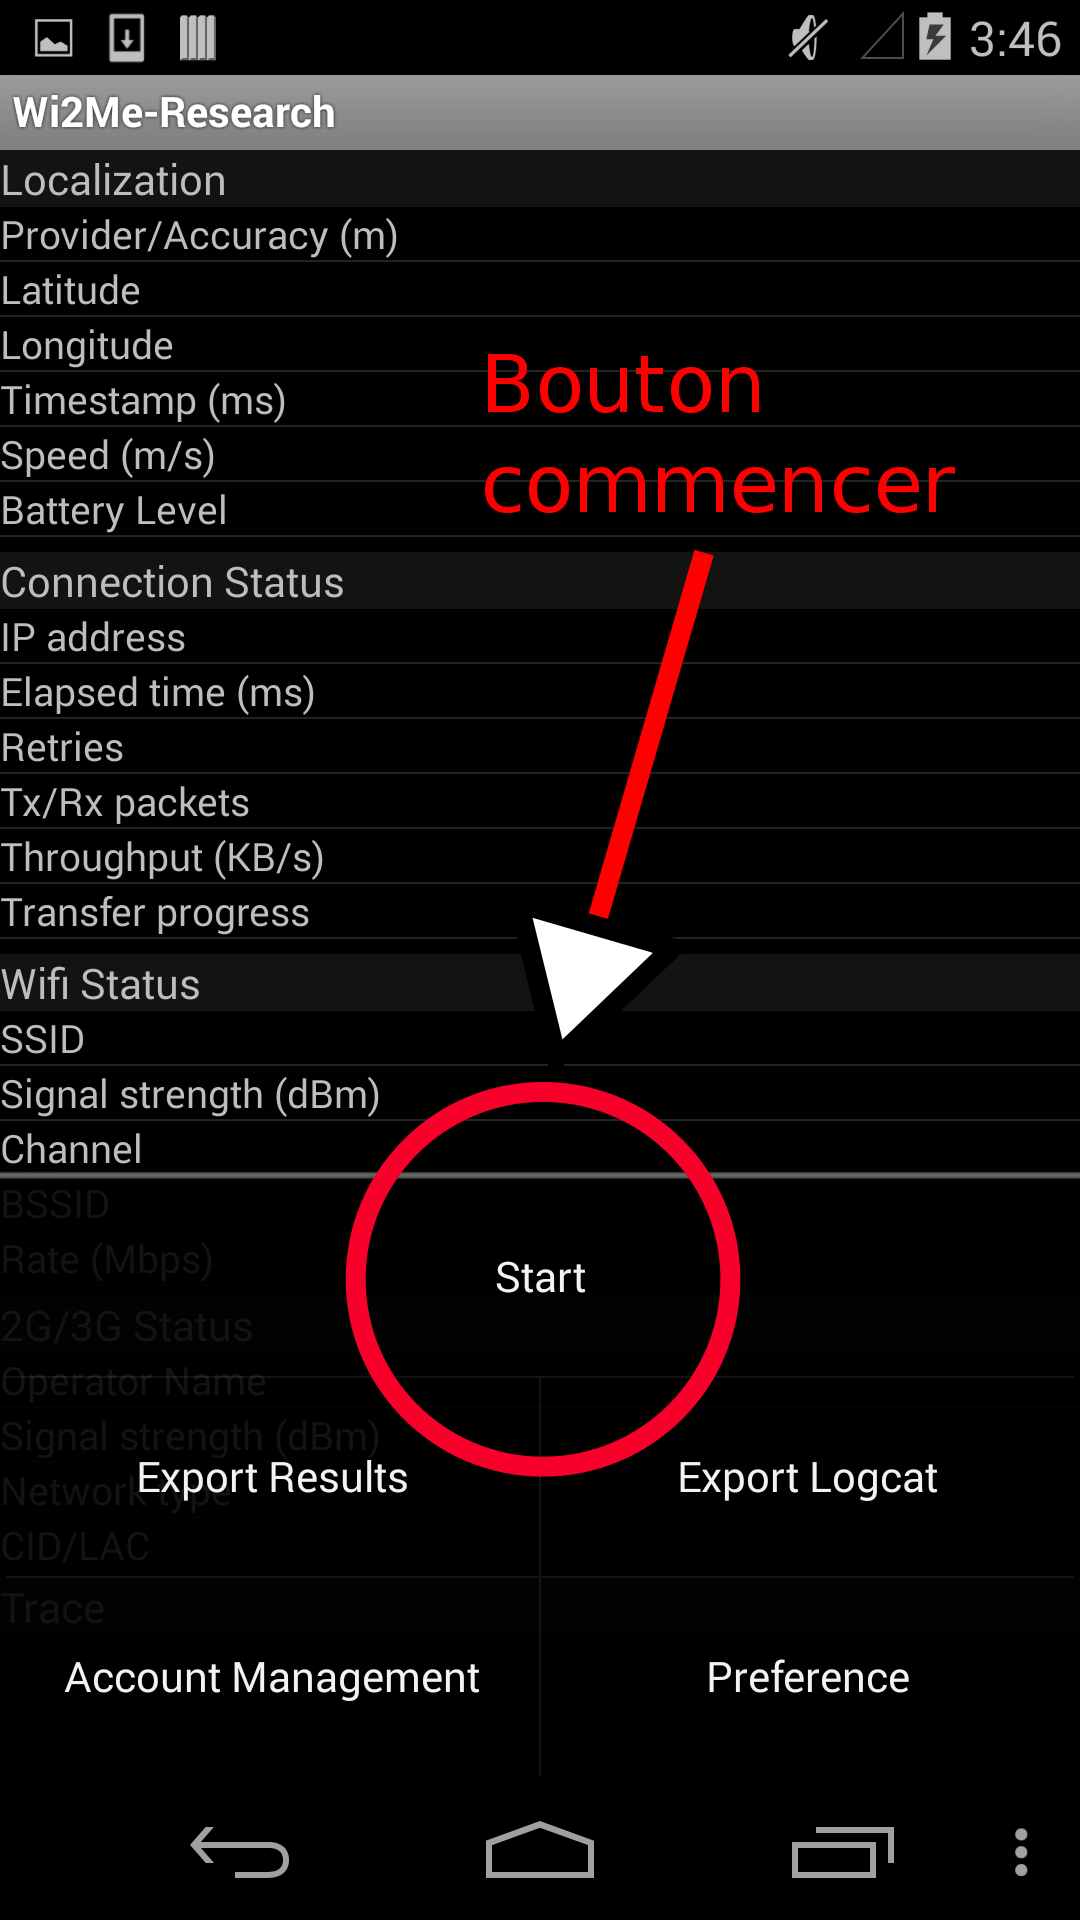 3:46
Wi2Me-Research
Localization
Provider/Accuracy (m)
Latitude
Longitude
Timestamp (ms)
Speed (m/s)
Battery Level
Bouton
commencer
Connection Status
IP address
Elapsed time (ms)
Retries
Tx/Rx packets
Throughput (KB/s)
Transfer progress
Wifi Status
SSID
Signal strength (dBm)
Channel
BSSID
Rate (Mbps)
Start
2G/3G Status
Operator Name
Signal strength (dBm)
Export Results
Export Logcat
Network type
CID/LAC
Trace
Account Management
Preference